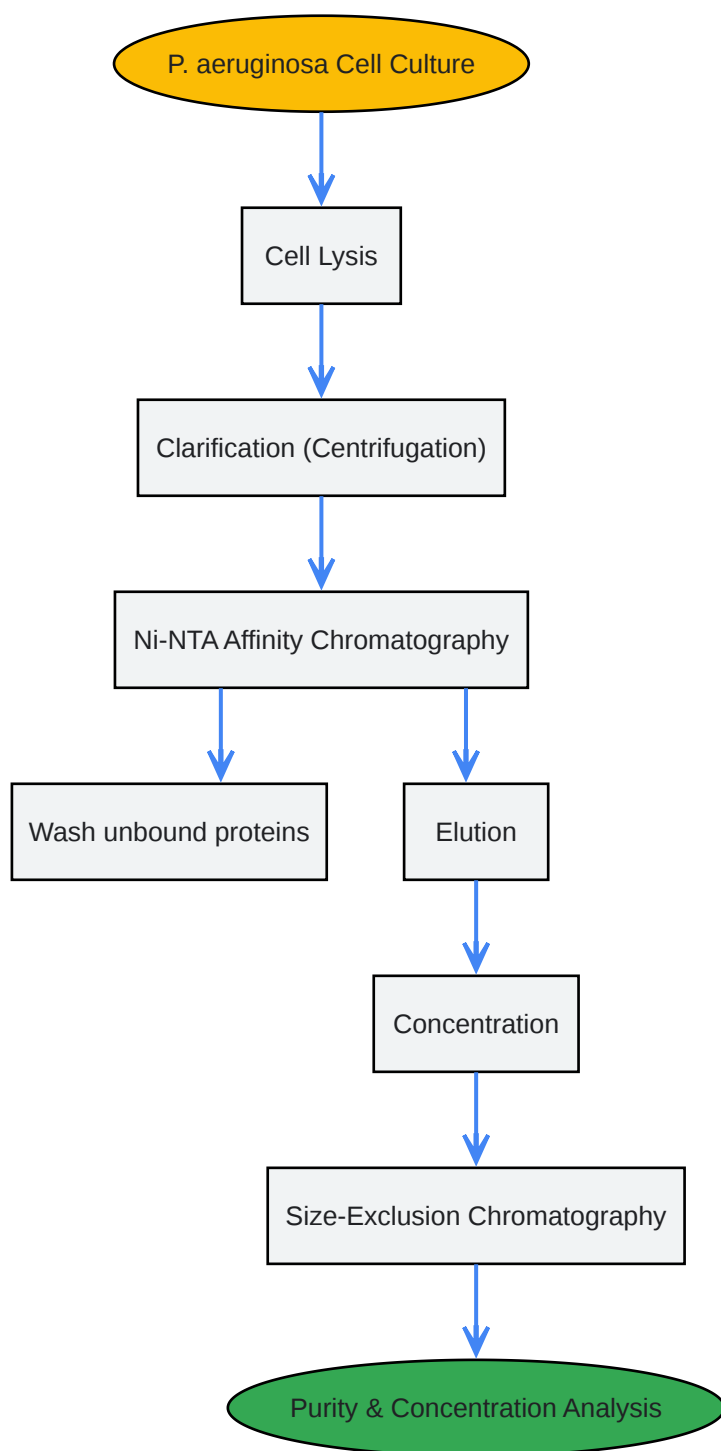 P. aeruginosa Cell Culture
Cell Lysis
Clarification (Centrifugation)
Ni-NTA Affinity Chromatography
Wash unbound proteins
Elution
Concentration
Size-Exclusion Chromatography
Purity & Concentration Analysis